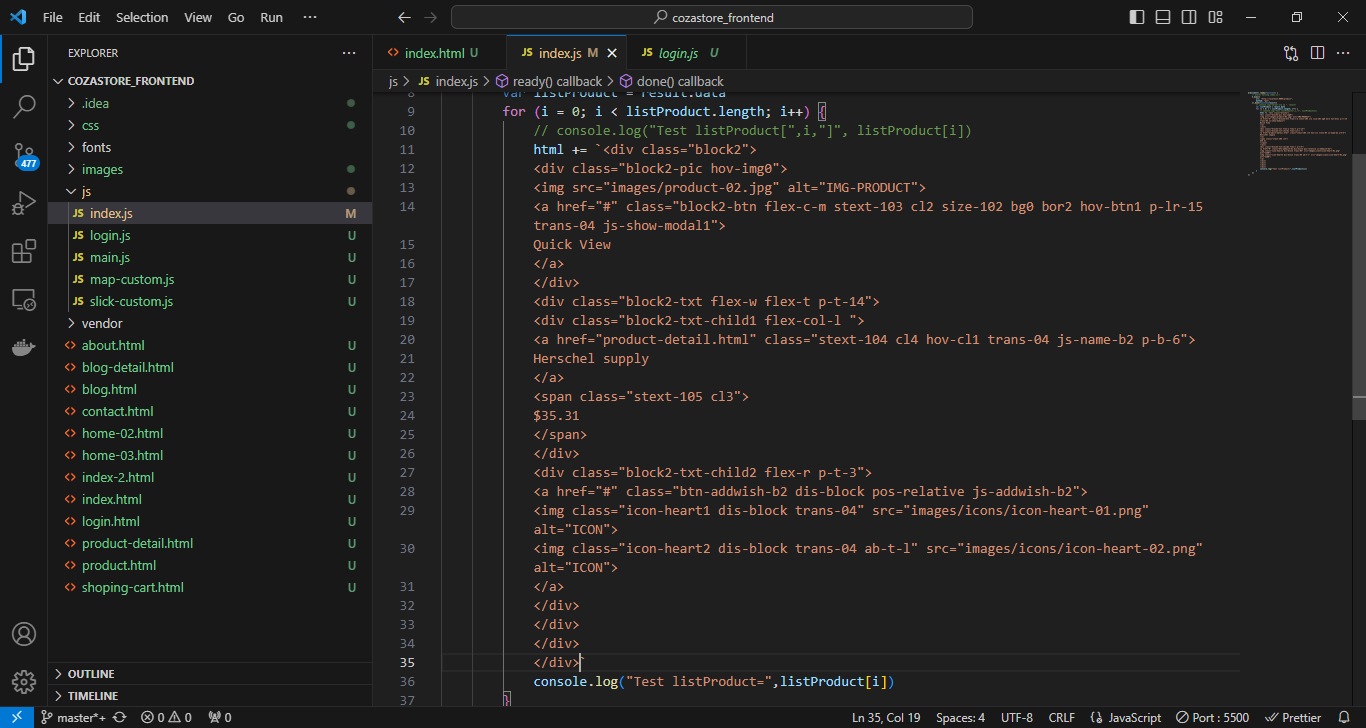 File Edit Selection View Go Run ··· cozastore_frontend
EXPLORER
COZASTORE_FRONTEND
.idea
css
fonts
images
js
JS index.js M
JS login.js U
JS main.js U
JS map-custom.js U
JS slick-custom.js U
vendor
<> about.html U
<> blog-detail.html U
<> blog.html U
<> contact.html U
<> home-02.html U
<> home-03.html U
<> index-2.html U
<> index.html U
<> login.html U
<> product-detail.html U
<> product.html U
<> shoping-cart.html U
OUTLINE
TIMELINE
477
<> index.html U JS index.js M JS login.js U
js > JS index.js > ready() callback > done() callback
8 var listProduct = result.data
9 for (i = 0; i < listProduct.length; i++) {
10 // console.log("Test listProduct[",i,"]", listProduct[i])
11 html += `<div class="block2">
12 <div class="block2-pic hov-img0">
13 <img src="images/product-02.jpg" alt="IMG-PRODUCT">
14 <a href="#" class="block2-btn flex-c-m stext-103 cl2 size-102 bg0 bor2 hov-btn1 p-lr-15
trans-04 js-show-modal1">
15 Quick View
16 </a>
17 </div>
18 <div class="block2-txt flex-w flex-t p-t-14">
19 <div class="block2-txt-child1 flex-col-l ">
20 <a href="product-detail.html" class="stext-104 cl4 hov-cl1 trans-04 js-name-b2 p-b-6">
21 Herschel supply
22 </a>
23 <span class="stext-105 cl3">
24 $35.31
25 </span>
26 </div>
27 <div class="block2-txt-child2 flex-r p-t-3">
28 <a href="#" class="btn-addwish-b2 dis-block pos-relative js-addwish-b2">
29 <img class="icon-heart1 dis-block trans-04" src="images/icons/icon-heart-01.png"
alt="ICON">
30 <img class="icon-heart2 dis-block trans-04 ab-t-l" src="images/icons/icon-heart-02.png"
alt="ICON">
31 </a>
32 </div>
33 </div>
34 </div>
35 </div>`
36 console.log("Test listProduct=",listProduct[i])
37 }
master*+ 0 0 0 Ln 35, Col 19 Spaces: 4 UTF-8 CRLF {} JavaScript Port : 5500 Prettier